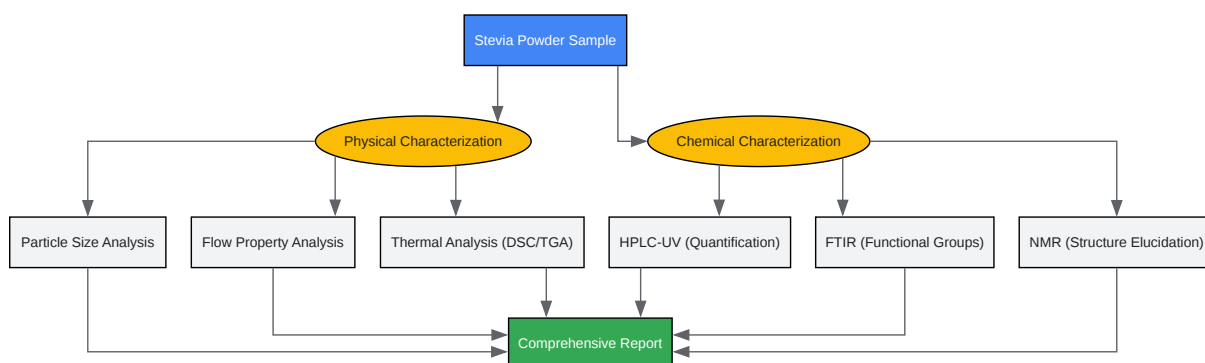 Stevia Powder Sample
Physical Characterization
Chemical Characterization
Particle Size Analysis
Flow Property Analysis
Thermal Analysis (DSC/TGA)
HPLC-UV (Quantification)
FTIR (Functional Groups)
NMR (Structure Elucidation)
Comprehensive Report